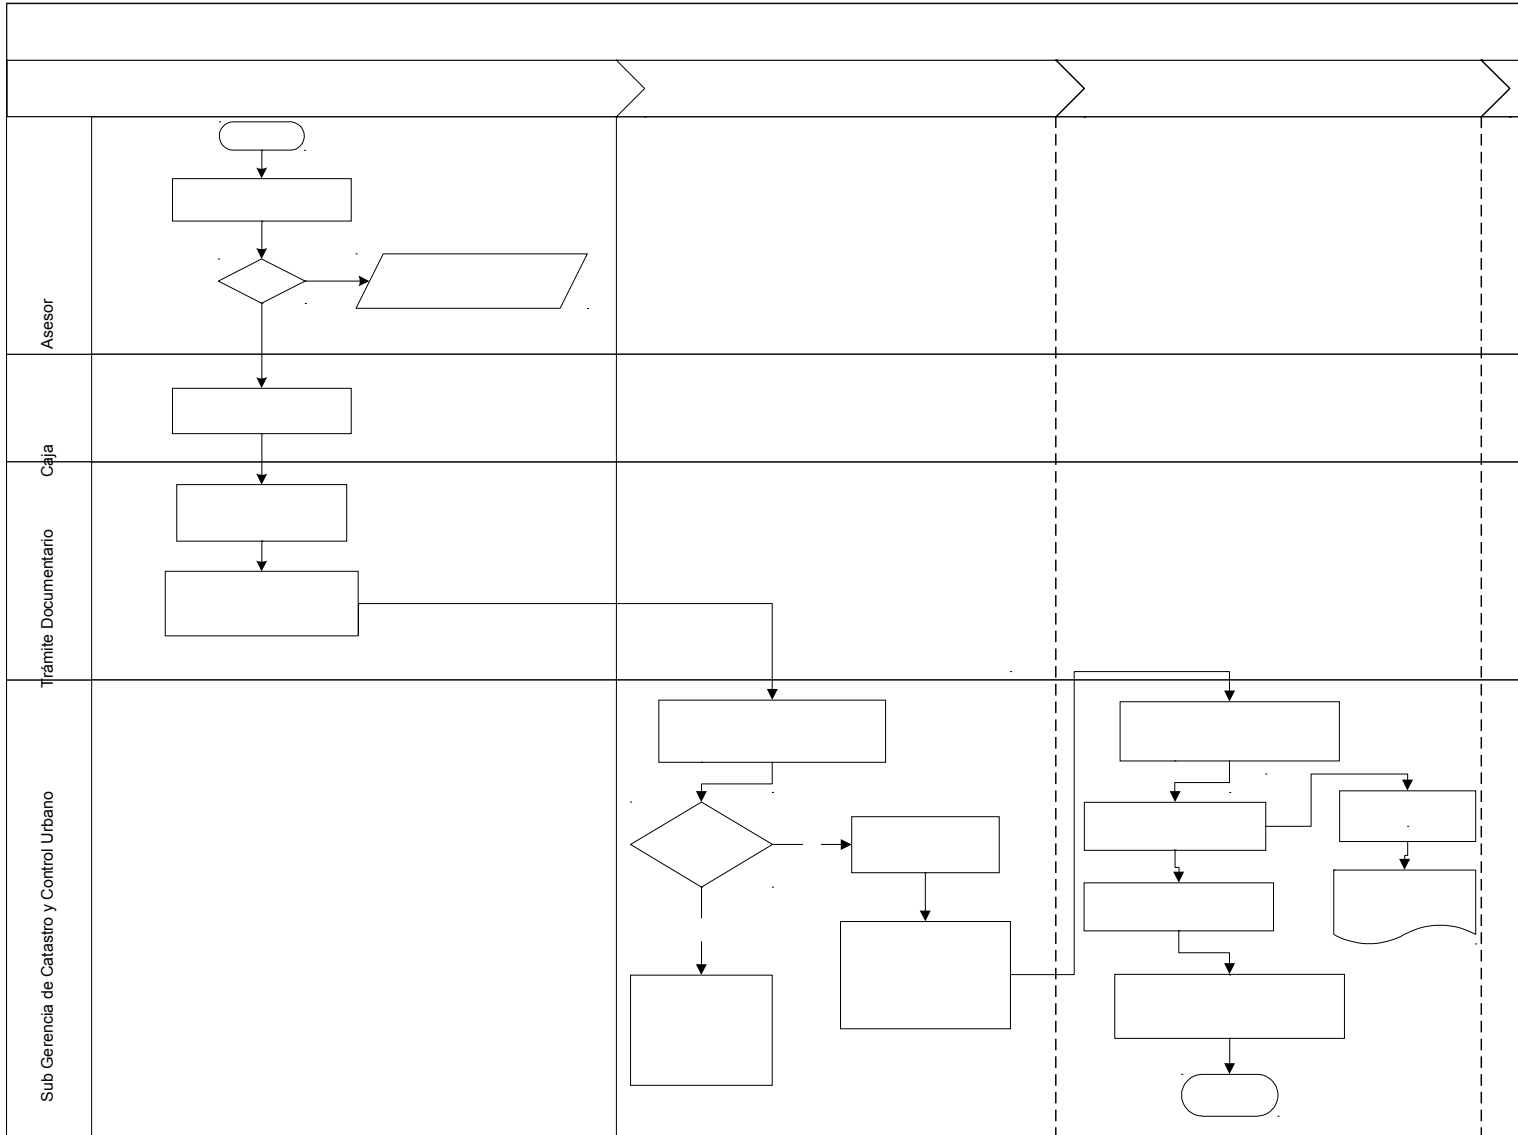 Asesor
Caja
Trámite Documentario
Sub Gerencia de Catastro y Control Urbano